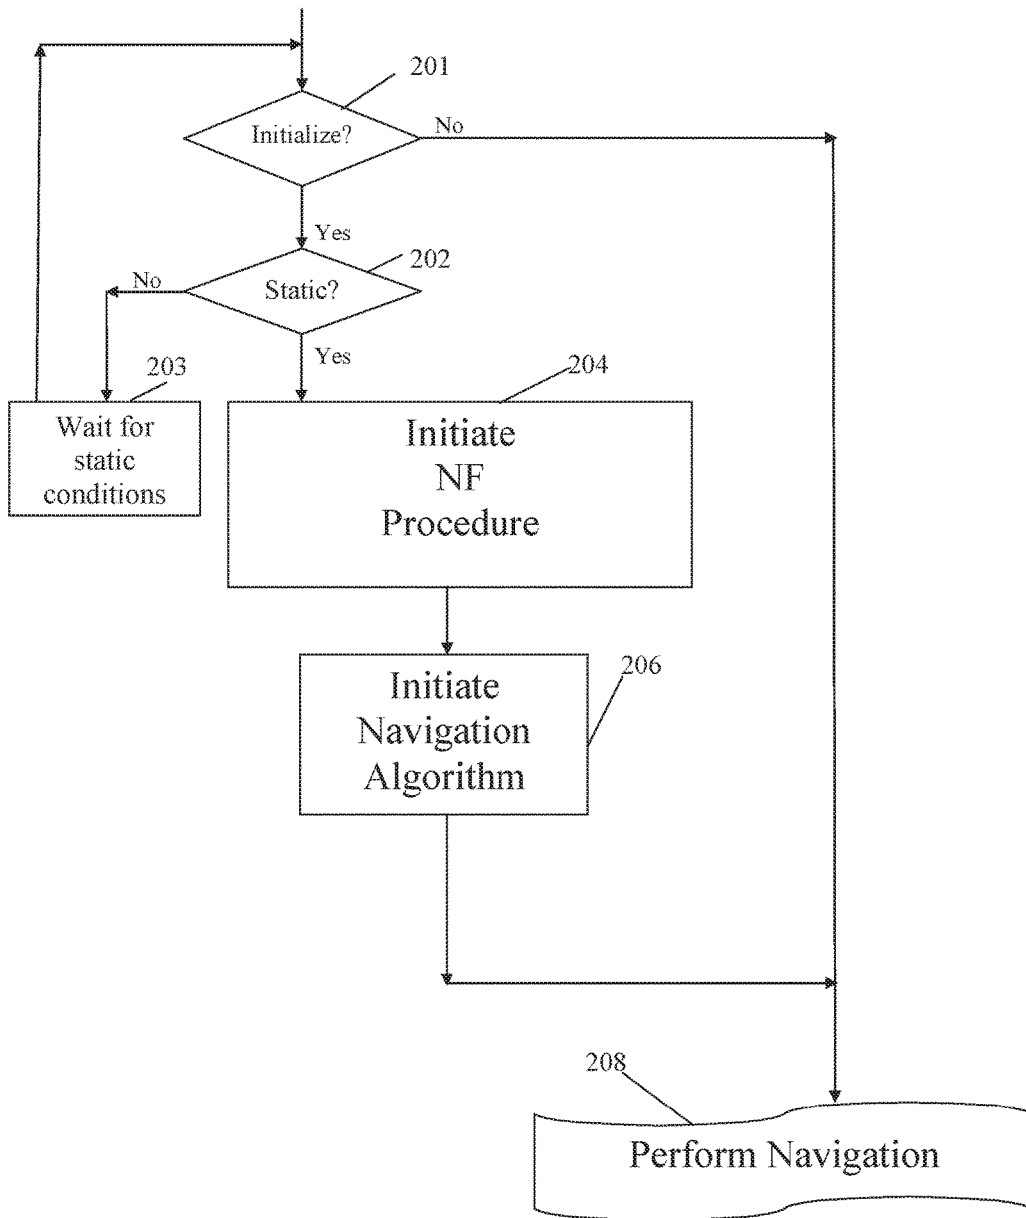 201
Initialize?
No
Yes
202
Static?
No
Yes
203
Wait for
static
conditions
204
Initiate
NF
Procedure
206
Initiate
Navigation
Algorithm
208
Perform Navigation